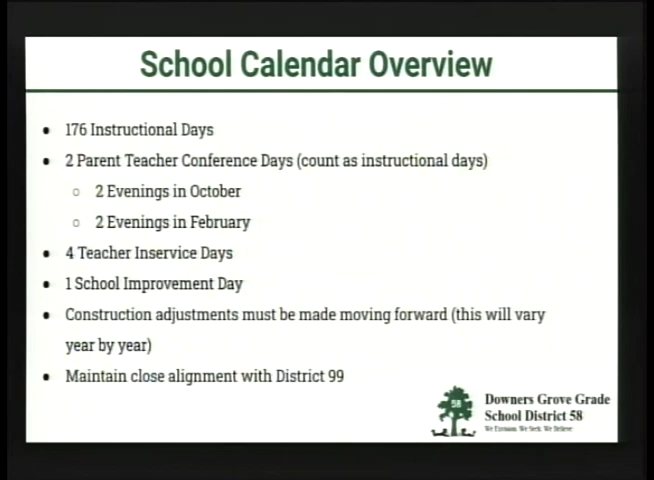 School Calendar Overview
176 Instructional Days
2 Parent Teacher Conference Days (count as instructional days)
2 Evenings in October
2 Evenings in February
4 Teacher Inservice Days
1 School Improvement Day
Construction adjustments must be made moving forward (this will vary
year by year)
Maintain close alignment with District 99
58
Downers Grove Grade
School District 58
We We Seek We Believe